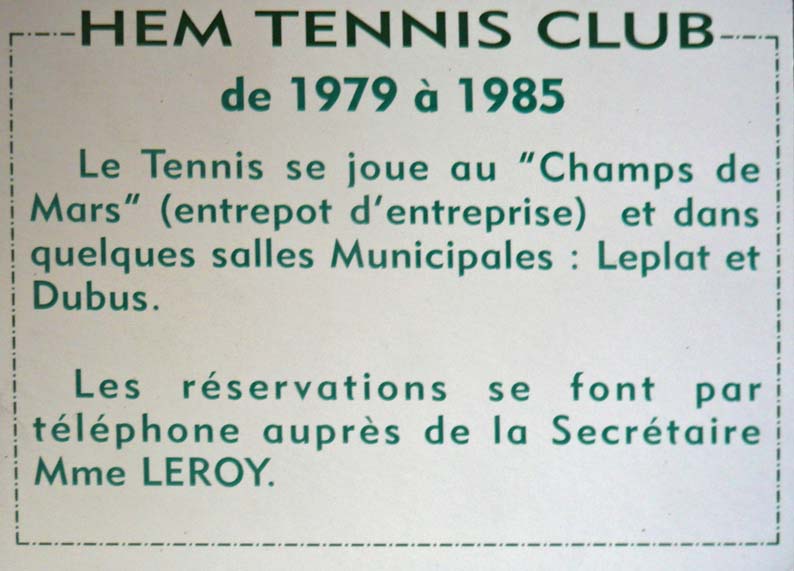 HEM TENNIS CLUB
de 1979 à 1985
Le Tennis se joue au "Champs de
Mars" (entrepot d'entreprise) et dans
quelques salles Municipales : Leplat et
Dubus.
Les réservations se font par
téléphone auprès de la Secrétaire
Mme LEROY.